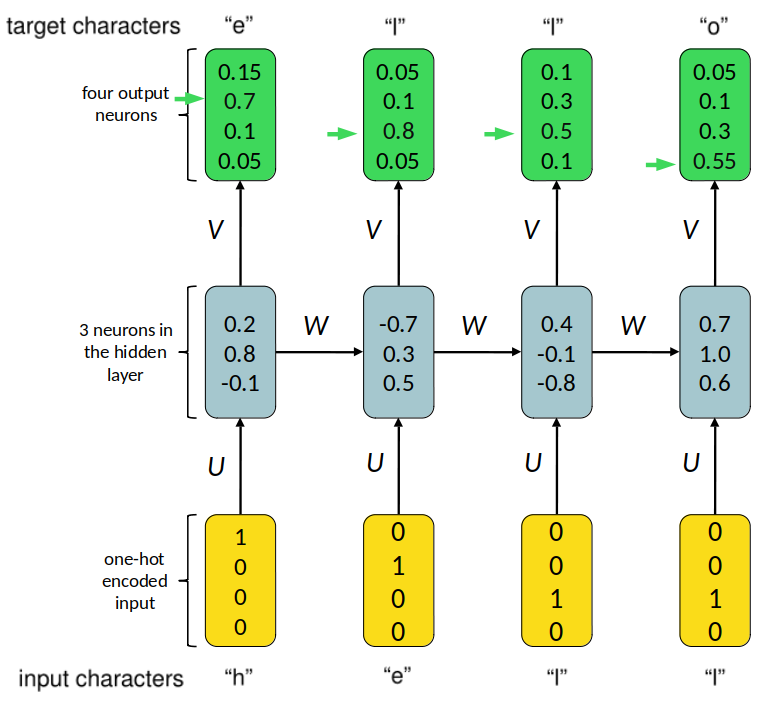 target characters “e” “l” “l” “o”
four output
neurons
0.15 0.05 0.1 0.05
0.7 0.1 0.3 0.1
0.1 0.8 0.5 0.3
0.05 0.05 0.1 0.55
V V V V
3 neurons in
the hidden
layer
0.2 -0.7 0.4 0.7
0.8 0.3 -0.1 1.0
-0.1 0.5 -0.8 0.6
W W W
U U U U
one-hot
encoded
input
1 0 0 0
0 1 0 0
0 0 1 1
0 0 0 0
input characters “h” “e” “l” “l”